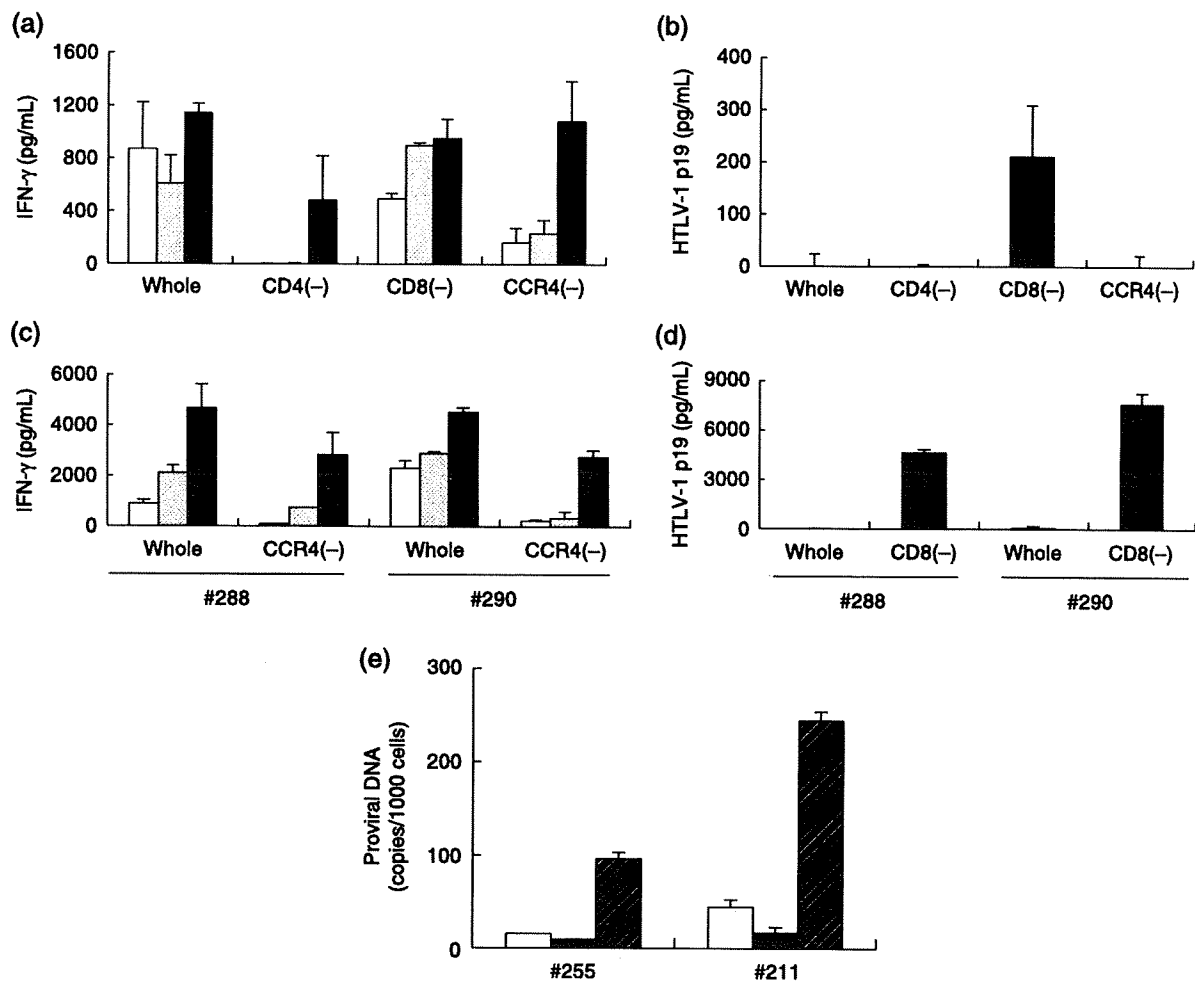 (a)
IFN-γ (pg/mL)
1600
1200
800
400
0
Whole CD4(–) CD8(–) CCR4(–)
(b)
HTLV-1 p19 (pg/mL)
400
300
200
100
0
Whole CD4(–) CD8(–) CCR4(–)
(c)
IFN-γ (pg/mL)
6000
4000
2000
0
Whole CCR4(–) Whole CCR4(–)
#288 #290
(d)
HTLV-1 p19 (pg/mL)
9000
6000
3000
0
Whole CD8(–) Whole CD8(–)
#288 #290
(e)
Proviral DNA
(copies/1000 cells)
300
200
100
0
#255 #211